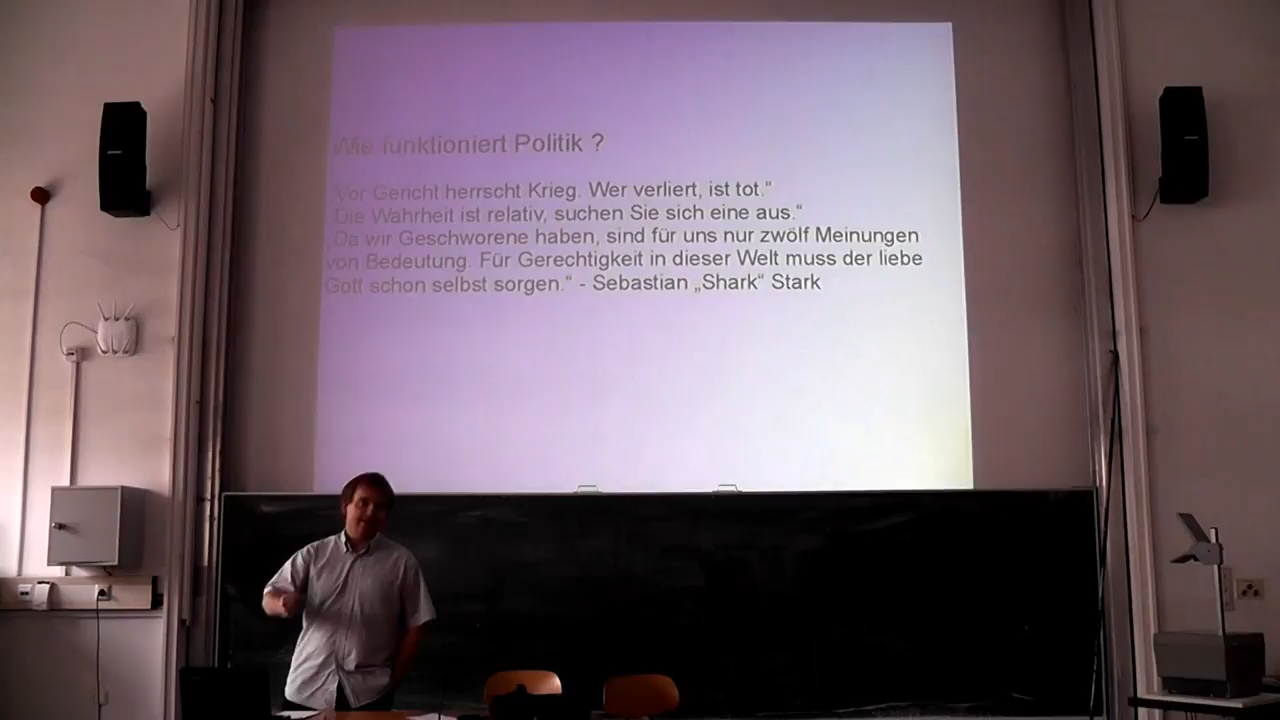 Wie funktioniert Politik ?
„Vor Gericht herrscht Krieg. Wer verliert, ist tot.“
„Die Wahrheit ist relativ, suchen Sie sich eine aus.“
„Da wir Geschworene haben, sind für uns nur zwölf Meinungen
von Bedeutung. Für Gerechtigkeit in dieser Welt muss der liebe
Gott schon selbst sorgen.“ - Sebastian „Shark“ Stark